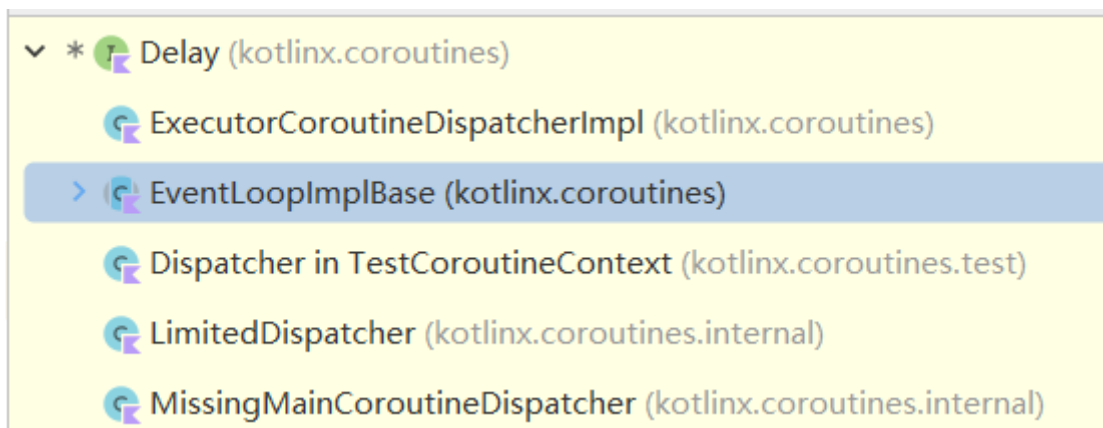 * Delay (kotlinx.coroutines)
ExecutorCoroutineDispatcherImpl (kotlinx.coroutines)
EventLoopImplBase (kotlinx.coroutines)
Dispatcher in TestCoroutineContext (kotlinx.coroutines.test)
LimitedDispatcher (kotlinx.coroutines.internal)
MissingMainCoroutineDispatcher (kotlinx.coroutines.internal)